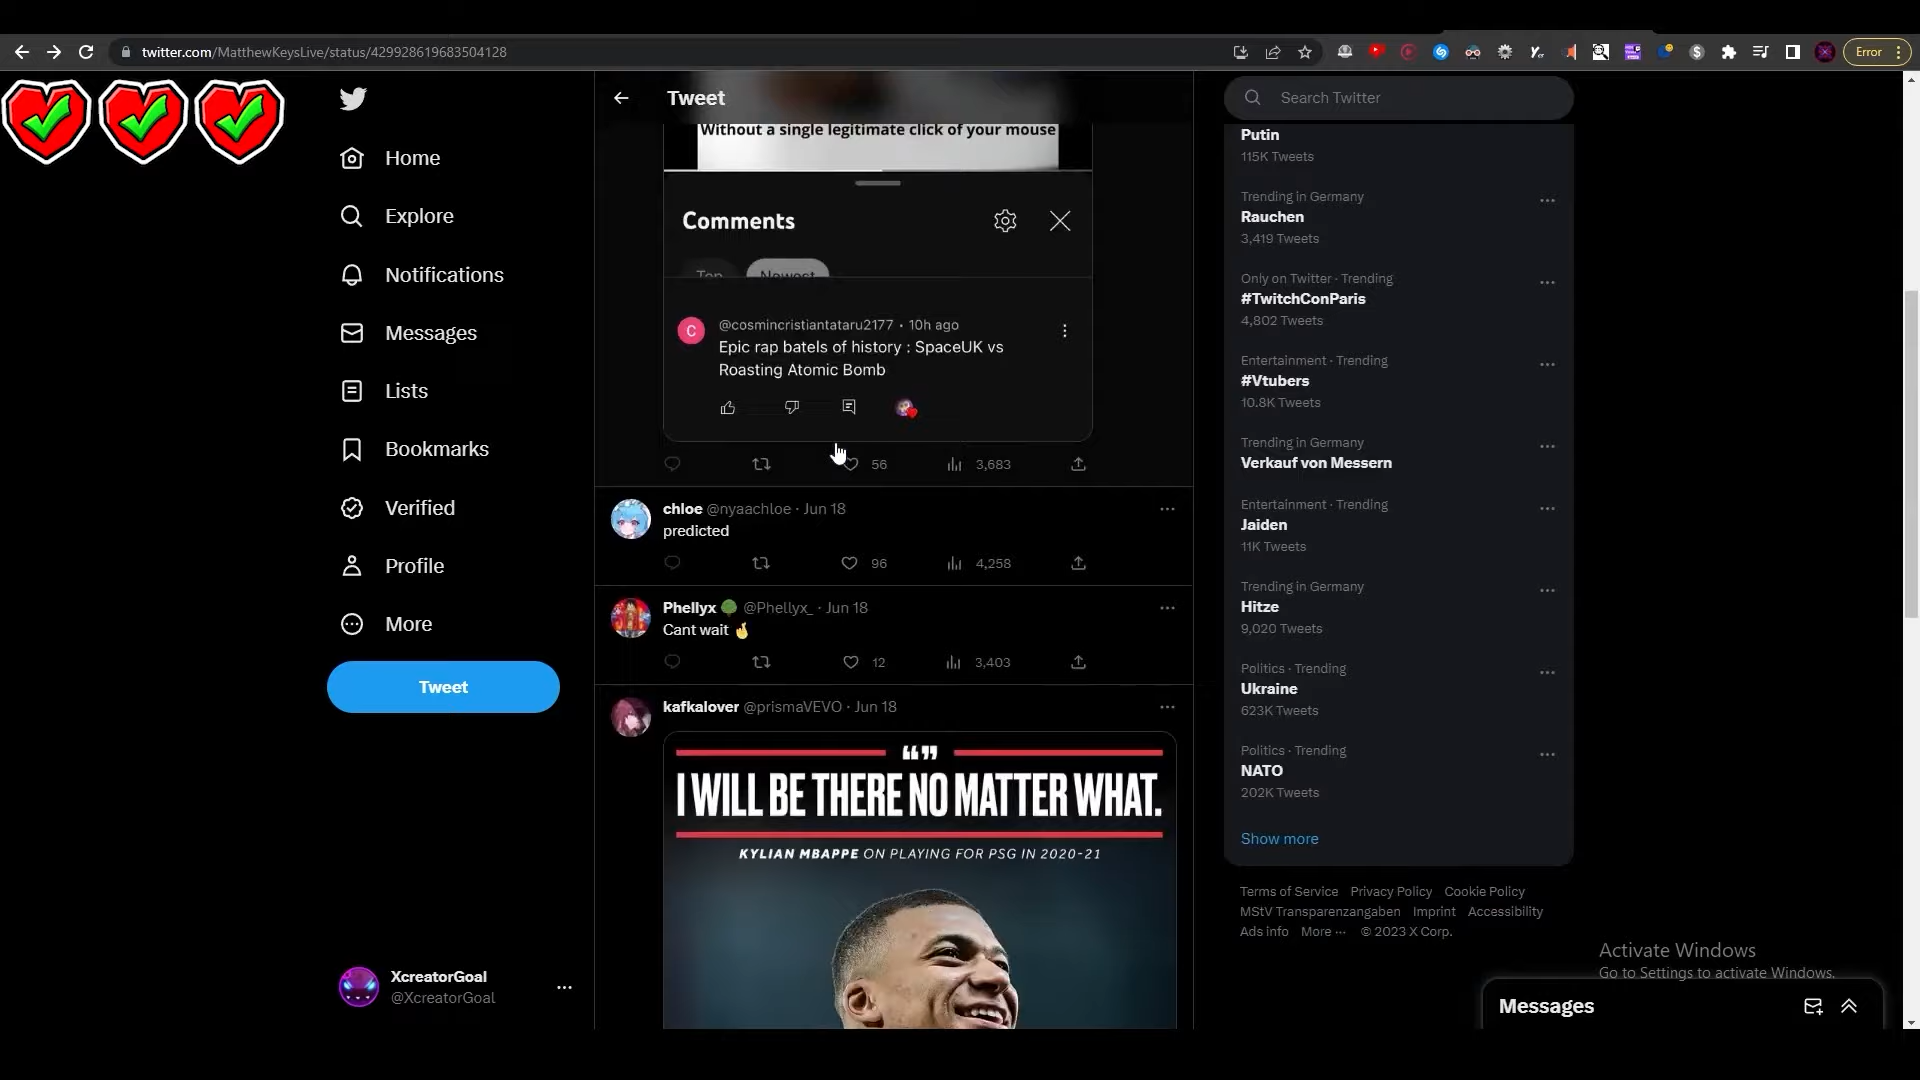 twitter.com/MatthewKeysLive/status/429928619683504128
Error
Home
Explore
Notifications
Messages
Lists
Bookmarks
Verified
Profile
More
Tweet
XcreatorGoal
@XcreatorGoal
Tweet
Without a single legitimate click of your mouse
Comments
Top
Newest
@cosmincristiantataru2177 · 10h ago
Epic rap batels of history : SpaceUK vs
Roasting Atomic Bomb
56
3,683
chloe @nyaachloe · Jun 18
predicted
96
4,258
Phellyx @Phellyx_ · Jun 18
Cant wait
12
3,403
kafkalover @prismaVEVO · Jun 18
I WILL BE THERE NO MATTER WHAT.
KYLIAN MBAPPE ON PLAYING FOR PSG IN 2020-21
Search Twitter
Putin
115K Tweets
Trending in Germany
Rauchen
3,419 Tweets
Only on Twitter · Trending
#TwitchConParis
4,802 Tweets
Entertainment · Trending
#Vtubers
10.8K Tweets
Trending in Germany
Verkauf von Messern
Entertainment · Trending
Jaiden
11K Tweets
Trending in Germany
Hitze
9,020 Tweets
Politics · Trending
Ukraine
623K Tweets
Politics · Trending
NATO
202K Tweets
Show more
Terms of Service Privacy Policy Cookie Policy
MStV Transparenzangaben Imprint Accessibility
Ads info More ··· © 2023 X Corp.
Activate Windows
Go to Settings to activate Windows.
Messages